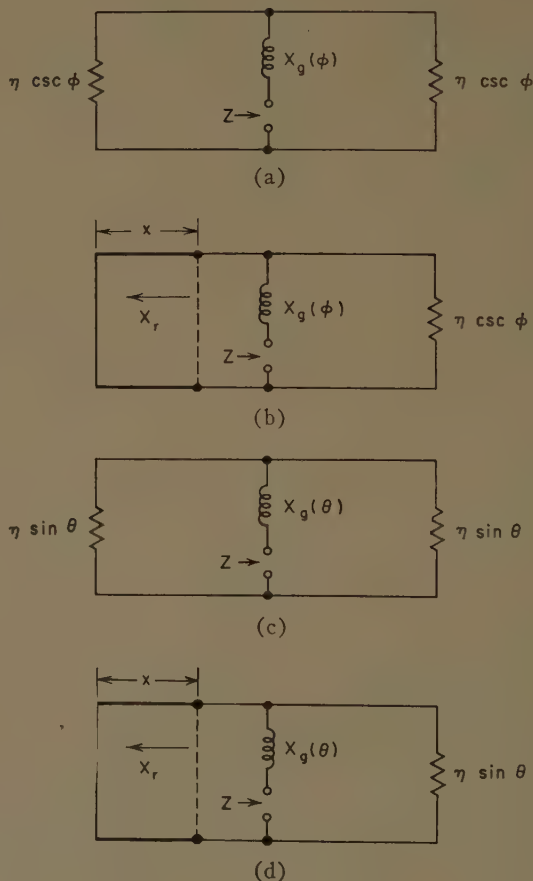 η csc φ
X_g(φ)
Z
η csc φ
(a)
x
X_r
X_g(φ)
Z
η csc φ
(b)
η sin θ
X_g(θ)
Z
η sin θ
(c)
x
X_r
X_g(θ)
Z
η sin θ
(d)